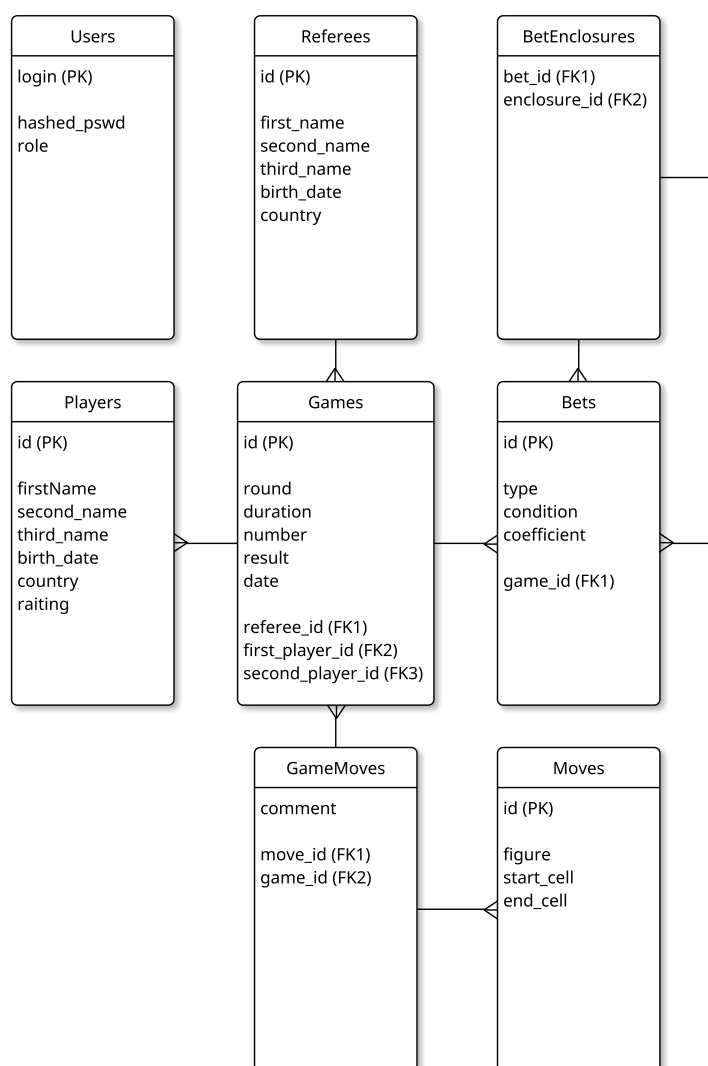 Users
login (PK)
hashed_pswd
role
Referees
id (PK)
first_name
second_name
third_name
birth_date
country
BetEnclosures
bet_id (FK1)
enclosure_id (FK2)
Players
id (PK)
firstName
second_name
third_name
birth_date
country
raiting
Games
id (PK)
round
duration
number
result
date
referee_id (FK1)
first_player_id (FK2)
second_player_id (FK3)
Bets
id (PK)
type
condition
coefficient
game_id (FK1)
GameMoves
comment
move_id (FK1)
game_id (FK2)
Moves
id (PK)
figure
start_cell
end_cell